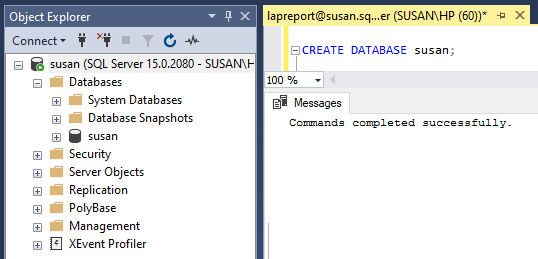 Object Explorer
Connect
susan (SQL Server 15.0.2080 - SUSAN\H
Databases
System Databases
Database Snapshots
susan
Security
Server Objects
Replication
PolyBase
Management
XEvent Profiler
lapreport@susan.sq...er (SUSAN\HP (60))*
CREATE DATABASE susan;
100 %
Messages
Commands completed successfully.